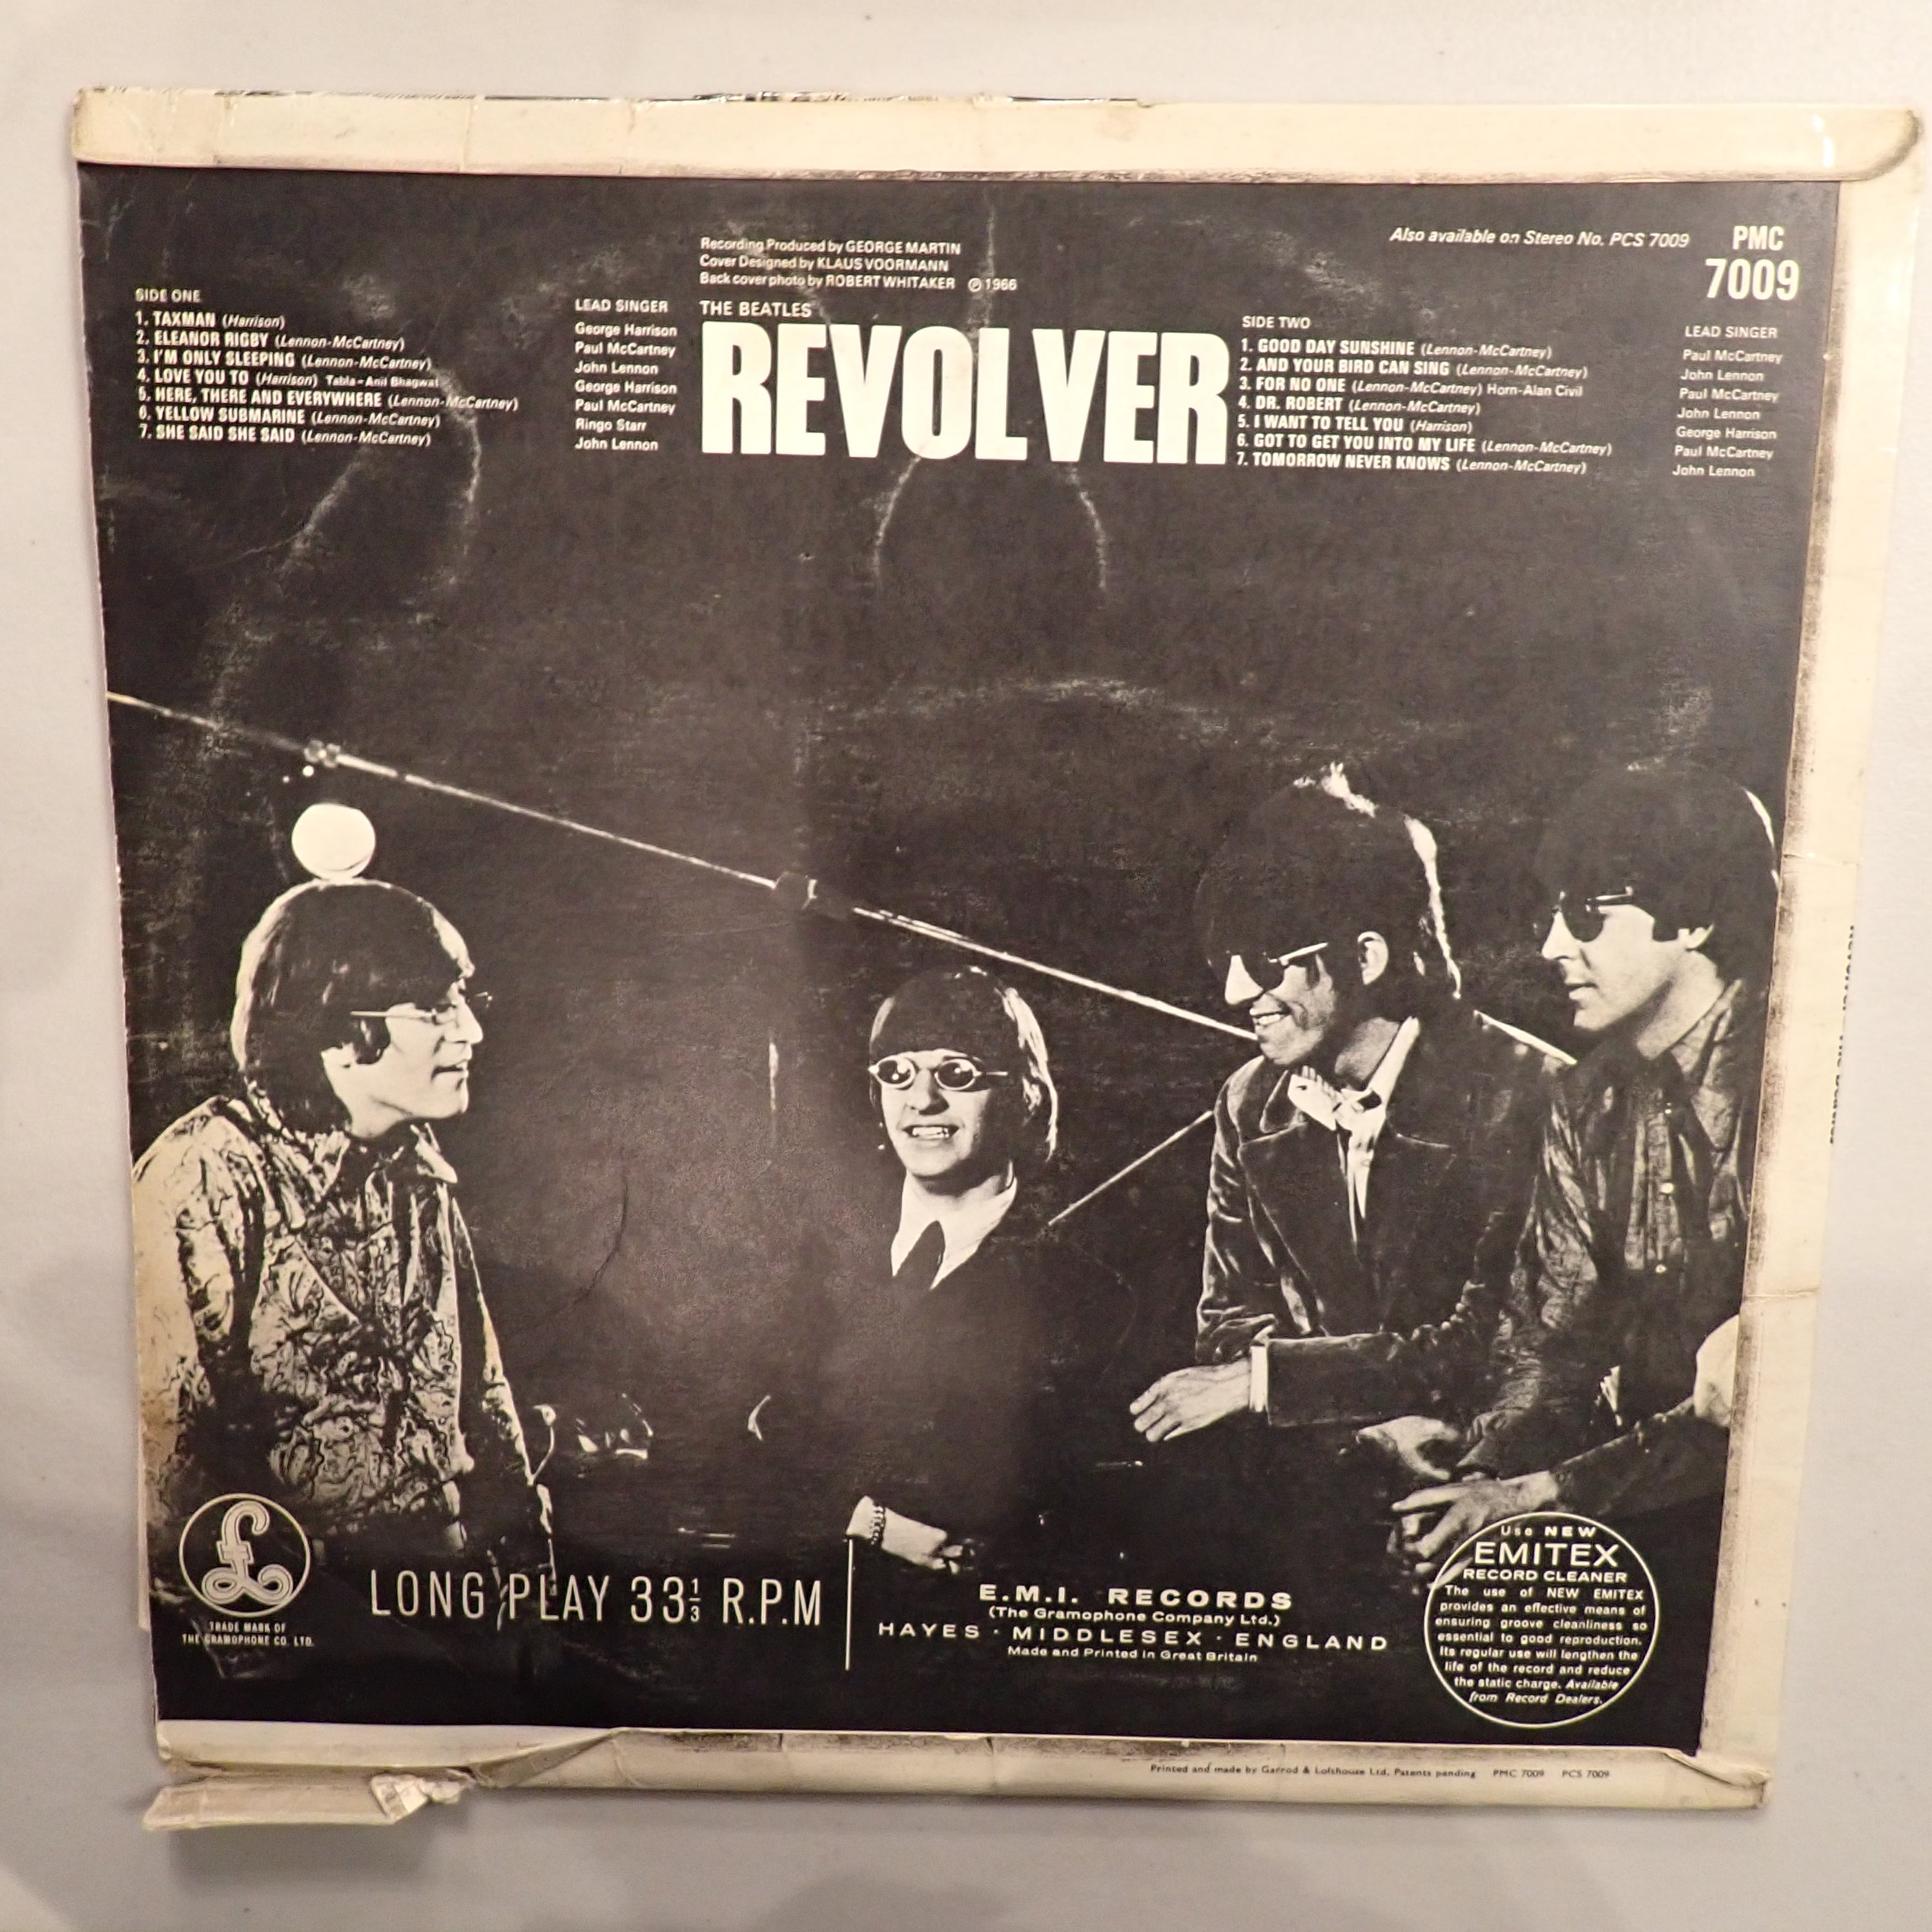 Recording Produced by GEORGE MARTIN
Cover Designed by KLAUS VOORMANN
Back cover photo by ROBERT WHITAKER ℗ 1966
Also available on Stereo No. PCS 7009
PMC
7009
SIDE ONE
LEAD SINGER
1. TAXMAN (Harrison) George Harrison
2. ELEANOR RIGBY (Lennon-McCartney) Paul McCartney
3. I'M ONLY SLEEPING (Lennon-McCartney) John Lennon
4. LOVE YOU TO (Harrison) Tabla-Anil Bhagwat George Harrison
5. HERE, THERE AND EVERYWHERE (Lennon-McCartney) Paul McCartney
6. YELLOW SUBMARINE (Lennon-McCartney) Ringo Starr
7. SHE SAID SHE SAID (Lennon-McCartney) John Lennon
THE BEATLES
REVOLVER
SIDE TWO
LEAD SINGER
1. GOOD DAY SUNSHINE (Lennon-McCartney) Paul McCartney
2. AND YOUR BIRD CAN SING (Lennon-McCartney) John Lennon
3. FOR NO ONE (Lennon-McCartney) Horn-Alan Civil Paul McCartney
4. DR. ROBERT (Lennon-McCartney) John Lennon
5. I WANT TO TELL YOU (Harrison) George Harrison
6. GOT TO GET YOU INTO MY LIFE (Lennon-McCartney) Paul McCartney
7. TOMORROW NEVER KNOWS (Lennon-McCartney) John Lennon
£
TRADE MARK OF
THE GRAMOPHONE CO. LTD.
LONG PLAY 33⅓ R.P.M
E.M.I. RECORDS
(The Gramophone Company Ltd.)
HAYES · MIDDLESEX · ENGLAND
Made and Printed in Great Britain
Use NEW
EMITEX
RECORD CLEANER
The use of NEW EMITEX
provides an effective means of
ensuring groove cleanliness so
essential to good reproduction.
Its regular use will lengthen the
life of the record and reduce
the static charge. Available
from Record Dealers.
Printed and made by Garrod & Lofthouse Ltd. Patents pending PMC 7009 PCS 7009